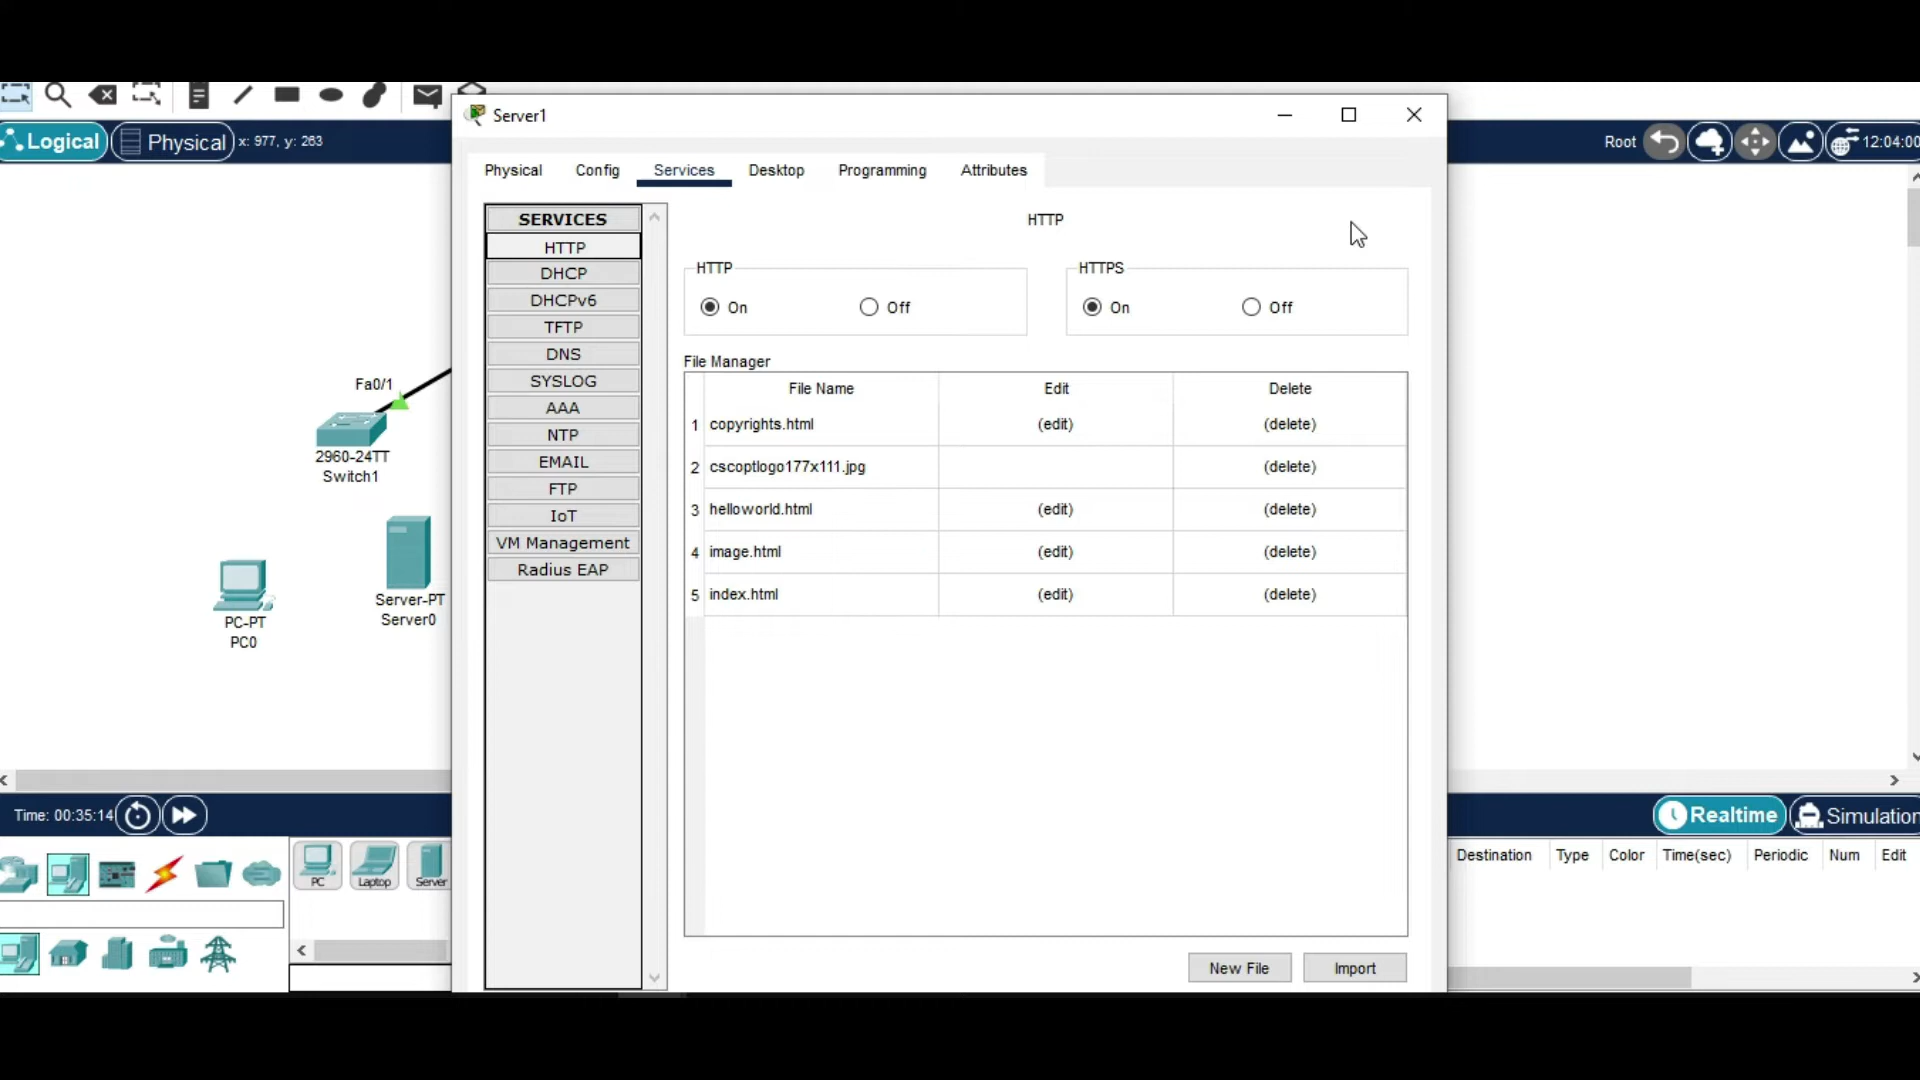 Server1
Logical
Physical
x: 977, y: 263
Root
12:04:00
Physical
Config
Services
Desktop
Programming
Attributes
SERVICES
HTTP
DHCP
DHCPv6
TFTP
DNS
SYSLOG
AAA
NTP
EMAIL
FTP
IoT
VM Management
Radius EAP
HTTP
HTTP
On
Off
HTTPS
On
Off
File Manager
File Name Edit Delete
1 copyrights.html (edit) (delete)
2 cscoptlogo177x111.jpg (delete)
3 helloworld.html (edit) (delete)
4 image.html (edit) (delete)
5 index.html (edit) (delete)
New File
Import
Fa0/1
2960-24TT
Switch1
Server-PT
Server0
PC-PT
PC0
Time: 00:35:14
Realtime
Simulation
PC
Laptop
Server
Destination Type Color Time(sec) Periodic Num Edit